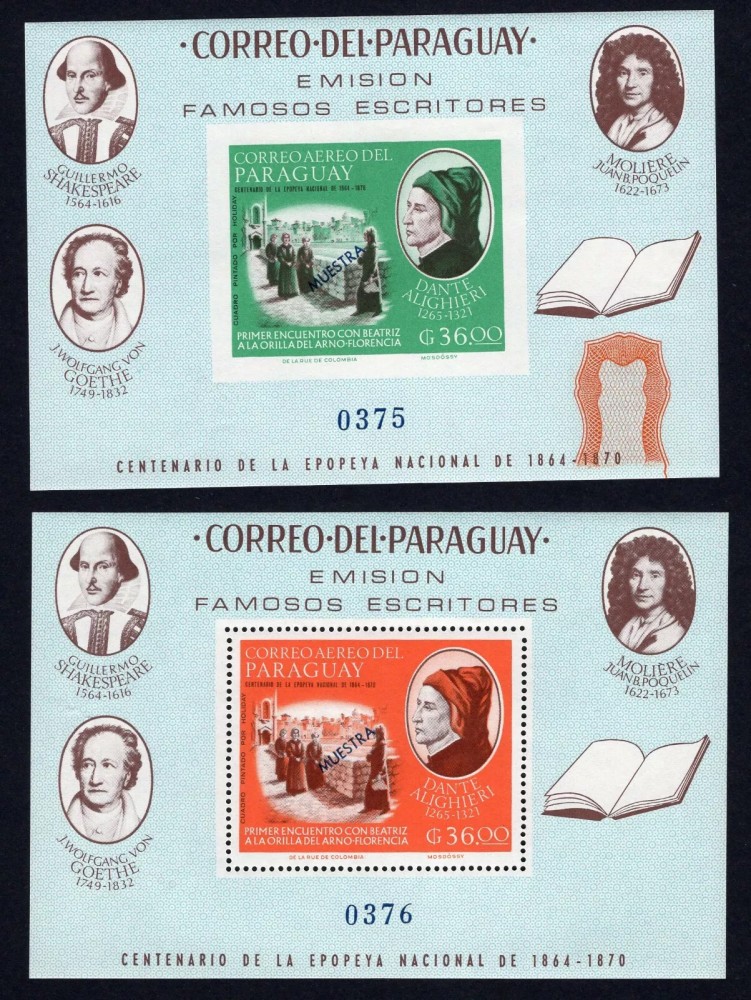 ·CORREO·DEL·PARAGUAY·
EMISION
FAMOSOS ESCRITORES
GUILLERMO
SHAKESPEARE
1564-1616
MOLIÈRE
JUAN B. POQUELIN
1622-1673
J. WOLFGANG VON
GOETHE
1749-1832
CORREO AEREO DEL
PARAGUAY
CENTENARIO DE LA EPOPEYA NACIONAL DE 1864-1870
CUADRO PINTADO POR HOLIDAY
MUESTRA
DANTE
ALIGHIERI
1265-1321
PRIMER ENCUENTRO CON BEATRIZ
A LA ORILLA DEL ARNO-FLORENCIA
₲ 36.00
DE LA RUE DE COLOMBIA
MOSDÓSSY
0375
CENTENARIO DE LA EPOPEYA NACIONAL DE 1864-1870
·CORREO·DEL·PARAGUAY·
EMISION
FAMOSOS ESCRITORES
GUILLERMO
SHAKESPEARE
1564-1616
MOLIÈRE
JUAN B. POQUELIN
1622-1673
J. WOLFGANG VON
GOETHE
1749-1832
CORREO AEREO DEL
PARAGUAY
CENTENARIO DE LA EPOPEYA NACIONAL DE 1864-1870
CUADRO PINTADO POR HOLIDAY
MUESTRA
DANTE
ALIGHIERI
1265-1321
PRIMER ENCUENTRO CON BEATRIZ
A LA ORILLA DEL ARNO-FLORENCIA
₲ 36.00
DE LA RUE DE COLOMBIA
MOSDÓSSY
0376
CENTENARIO DE LA EPOPEYA NACIONAL DE 1864-1870